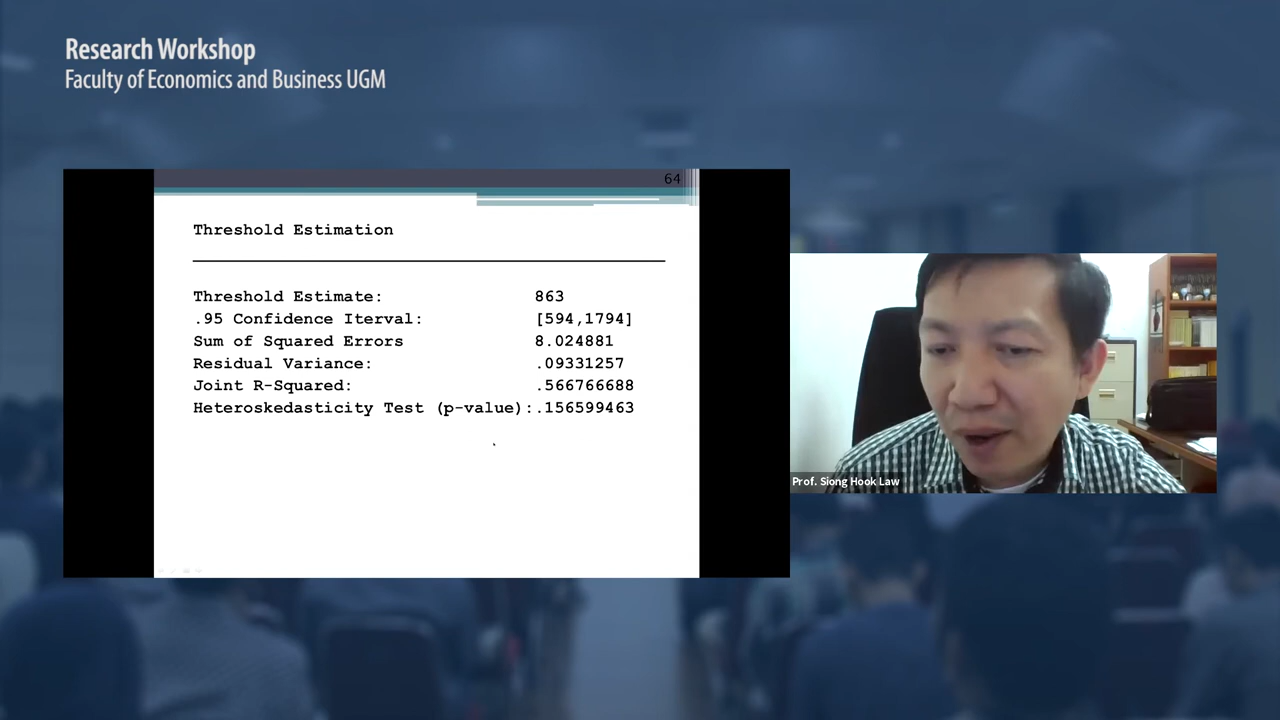 Research Workshop
Faculty of Economics and Business UGM
64
Threshold Estimation
Threshold Estimate: 863
.95 Confidence Iterval: [594,1794]
Sum of Squared Errors 8.024881
Residual Variance: .09331257
Joint R-Squared: .566766688
Heteroskedasticity Test (p-value):.156599463
Prof. Siong Hook Law